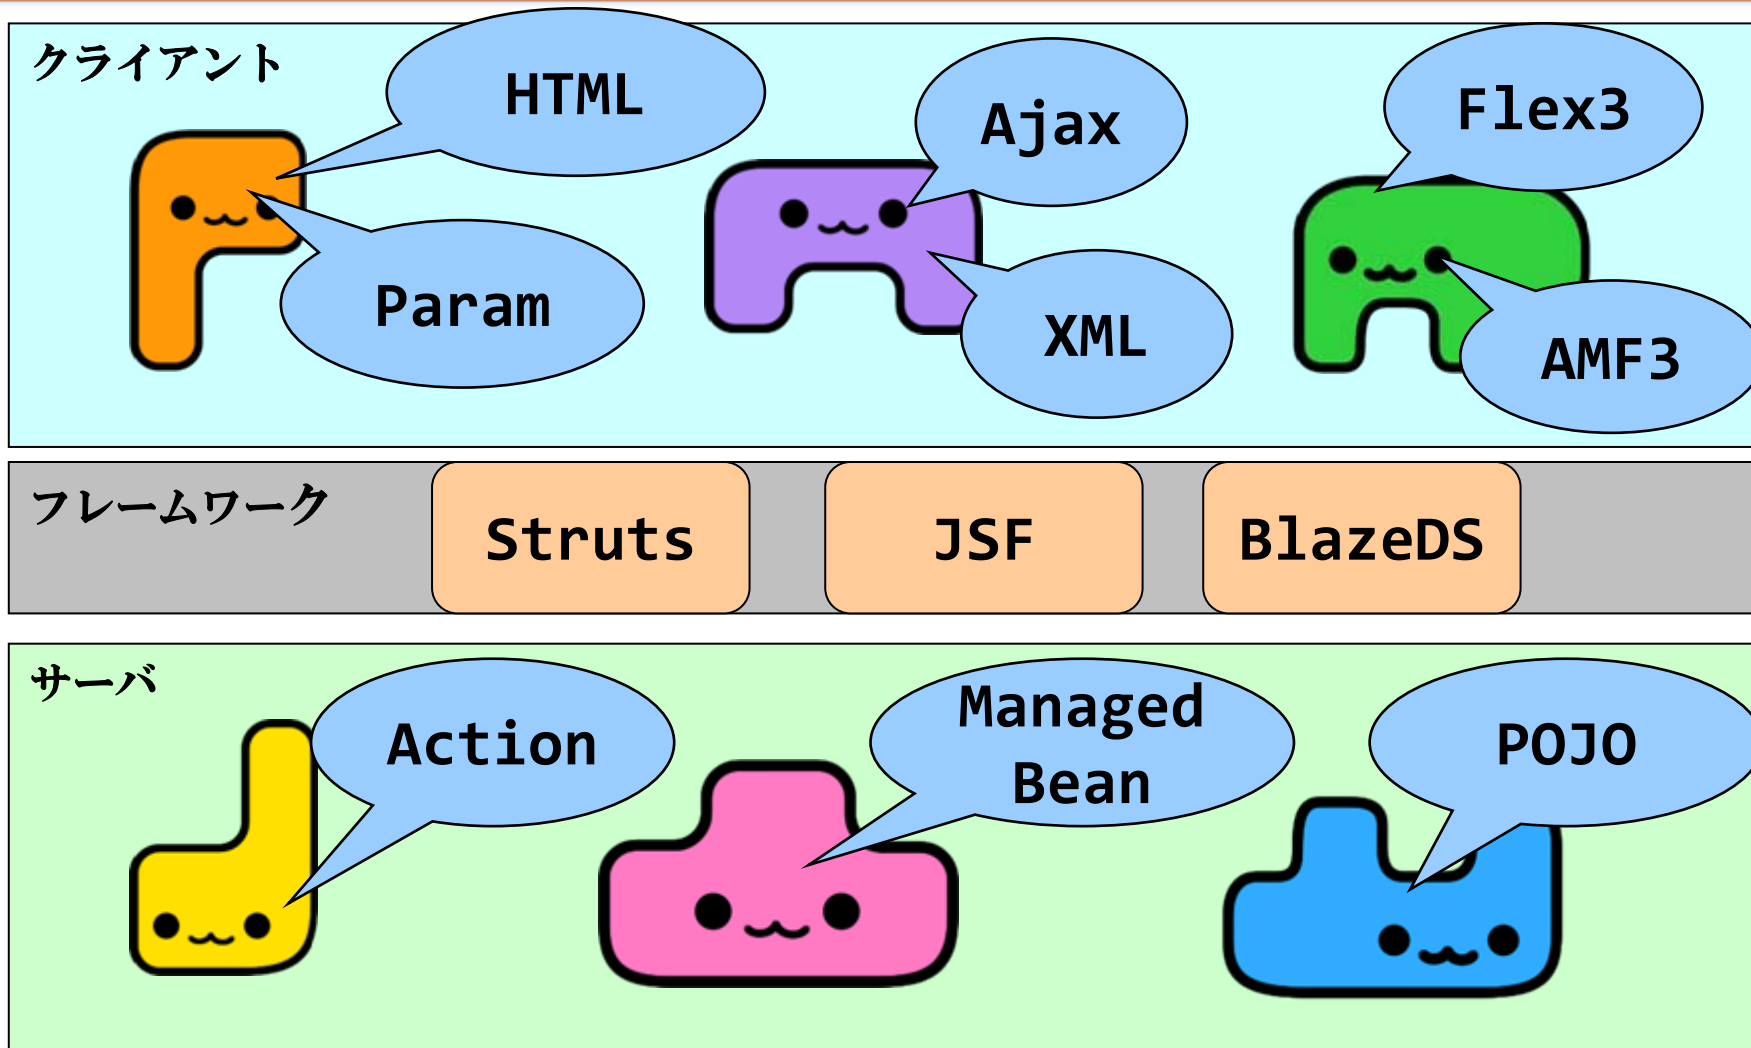 クライアント
HTML
Ajax
Flex3
Param
XML
AMF3
フレームワーク
Struts
JSF
BlazeDS
サーバ
Action
Managed
Bean
POJO